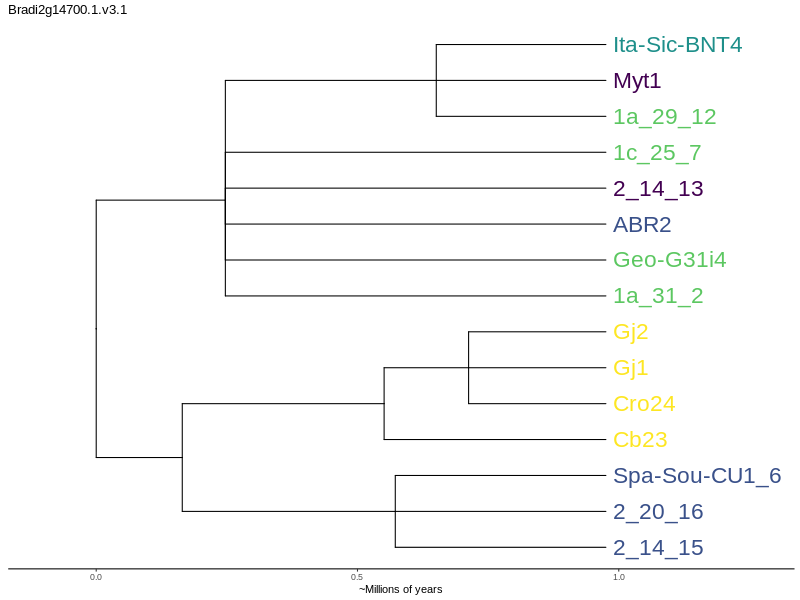 Bradi2g14700.1.v3.1
Ita-Sic-BNT4
Myt1
1a_29_12
1c_25_7
2_14_13
ABR2
Geo-G31i4
1a_31_2
Gj2
Gj1
Cro24
Cb23
Spa-Sou-CU1_6
2_20_16
2_14_15
0.0 0.5 1.0
~Millions of years